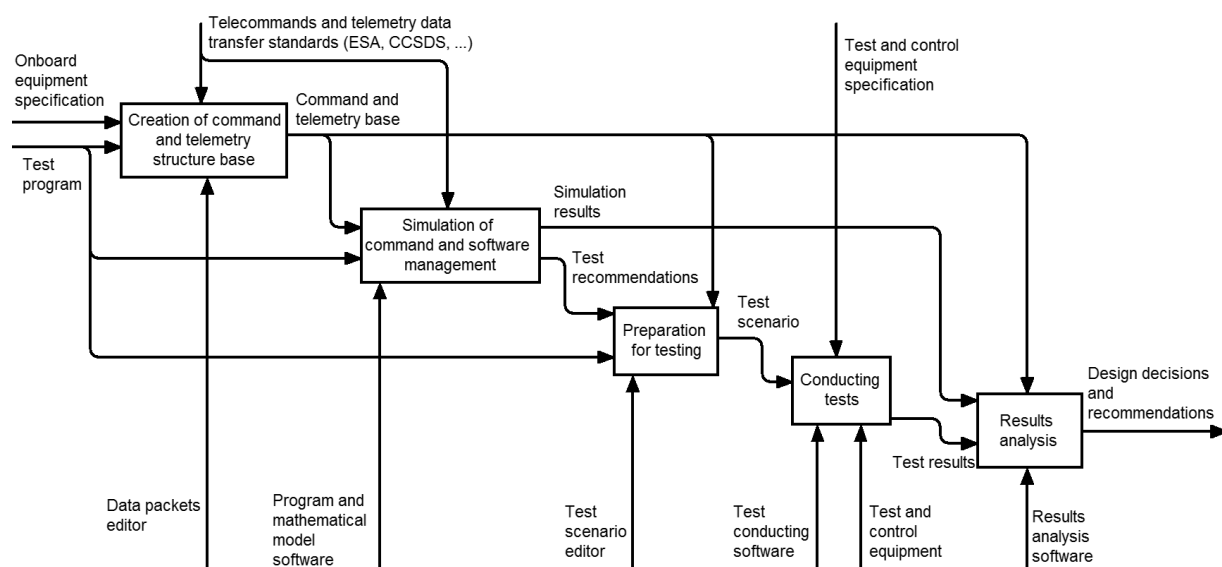 Telecommands and telemetry data
transfer standards (ESA, CCSDS, ...)
Test and control
equipment
specification
Onboard
equipment
specification
Command and
telemetry base
Creation of command
and telemetry
structure base
Test
program
Simulation
results
Simulation of
command and software
management
Test
recommendations
Test
scenario
Preparation
for testing
Conducting
tests
Design decisions
and
recommendations
Results
analysis
Test results
Data packets
editor
Program and
mathematical
model
software
Test
scenario
editor
Test
conducting
software
Test and
control
equipment
Results
analysis
software